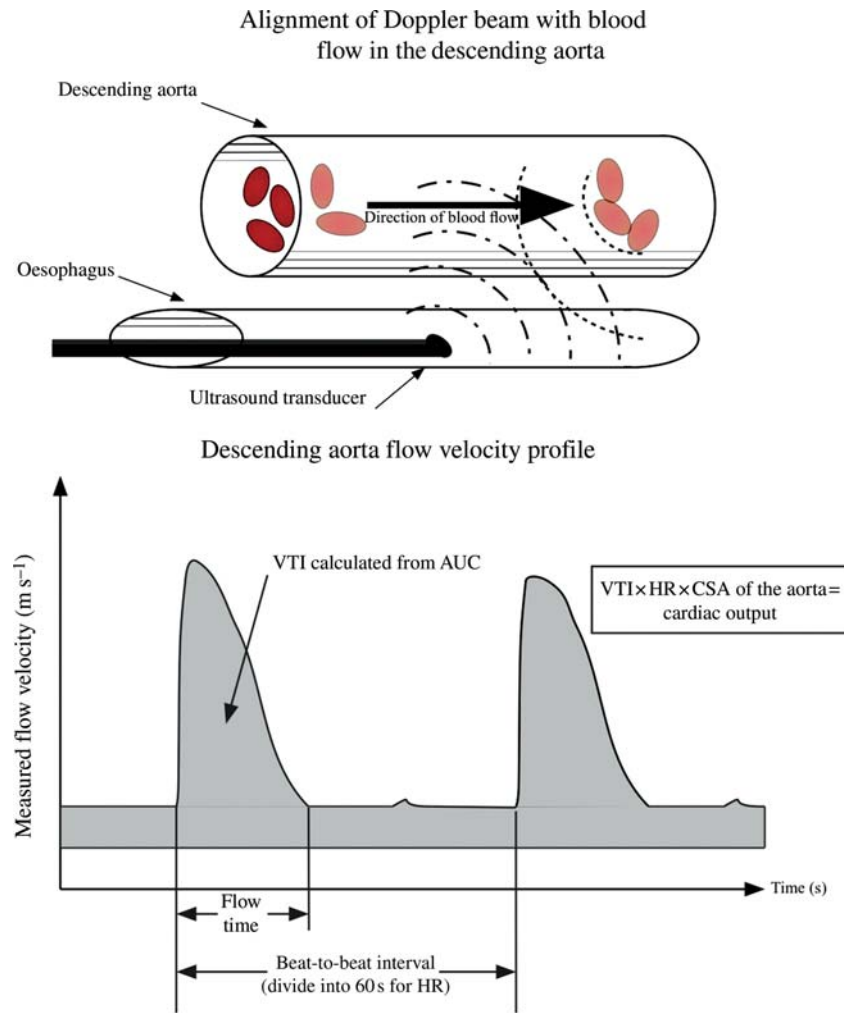 Alignment of Doppler beam with blood
flow in the descending aorta
Descending aorta
Direction of blood flow
Oesophagus
Ultrasound transducer
Descending aorta flow velocity profile
Measured flow velocity (m s⁻¹)
VTI calculated from AUC
VTI×HR×CSA of the aorta=
cardiac output
Time (s)
Flow
time
Beat-to-beat interval
(divide into 60 s for HR)